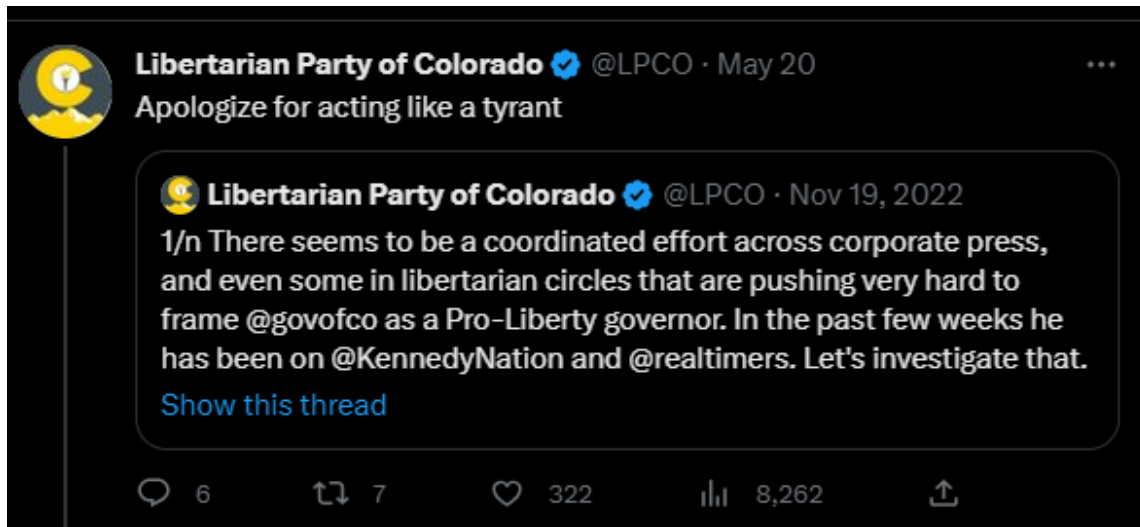 Libertarian Party of Colorado @LPCO · May 20
Apologize for acting like a tyrant
Libertarian Party of Colorado @LPCO · Nov 19, 2022
1/n There seems to be a coordinated effort across corporate press,
and even some in libertarian circles that are pushing very hard to
frame @govofco as a Pro-Liberty governor. In the past few weeks he
has been on @KennedyNation and @realtimers. Let's investigate that.
Show this thread
6 7 322 8,262